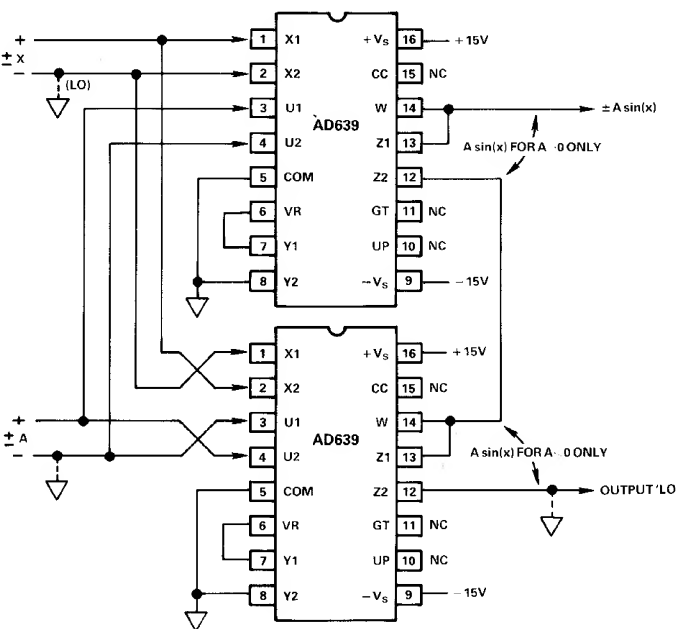 + 1 X1 +Vs 16 +15V
± X
− 2 X2 CC 15 NC
(LO)
3 U1 W 14 ± A sin(x)
AD639
4 U2 Z1 13 A sin(x) FOR A ·0 ONLY
5 COM Z2 12
6 VR GT 11 NC
7 Y1 UP 10 NC
8 Y2 −Vs 9 −15V
1 X1 +Vs 16 +15V
2 X2 CC 15 NC
+ 3 U1 W 14
± A
AD639
− 4 U2 Z1 13 A sin(x) FOR A· ·0 ONLY
5 COM Z2 12 OUTPUT 'LO
6 VR GT 11 NC
7 Y1 UP 10 NC
8 Y2 −Vs 9 −15V